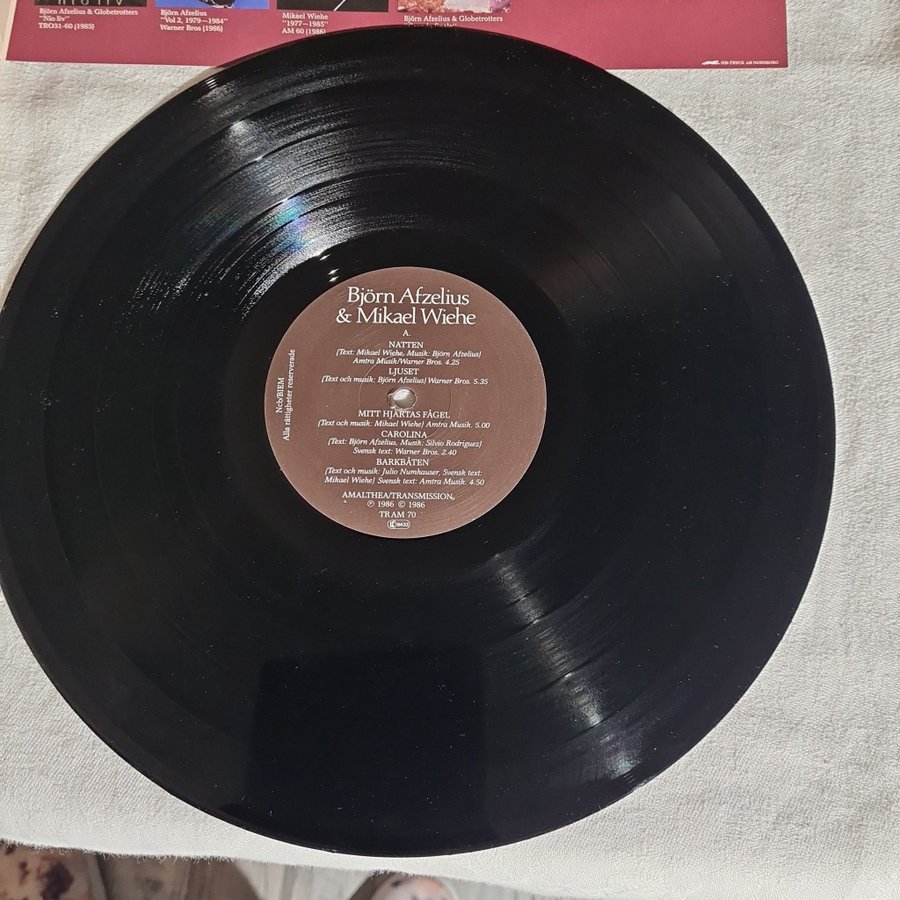 Björn Afzelius & Globetrotters
"Nio liv"
TRO31-60 (1985)
Björn Afzelius
"Vol 2, 1979–1984"
Warner Bros (1986)
Mikael Wiehe
"1977–1985"
AM 60 (1986)
Björn Afzelius & Globetrotters
Björn Afzelius
& Mikael Wiehe
A.
NATTEN
(Text: Mikael Wiehe, Musik: Björn Afzelius)
Amtra Musik/Warner Bros. 4.25
LJUSET
(Text och musik: Björn Afzelius) Warner Bros. 5.35
MITT HJÄRTAS FÅGEL
(Text och musik: Mikael Wiehe) Amtra Musik. 5.00
CAROLINA
(Text: Björn Afzelius, Musik: Silvio Rodriguez)
Svensk text: Warner Bros. 2.40
BARKBÅTEN
(Text och musik: Julio Numhauser, Svensk text:
Mikael Wiehe) Svensk text: Amtra Musik. 4.50
AMALTHEA/TRANSMISSION
℗ 1986 © 1986
TRAM 70
Ncb/BIEM
Alla rättigheter reserverade